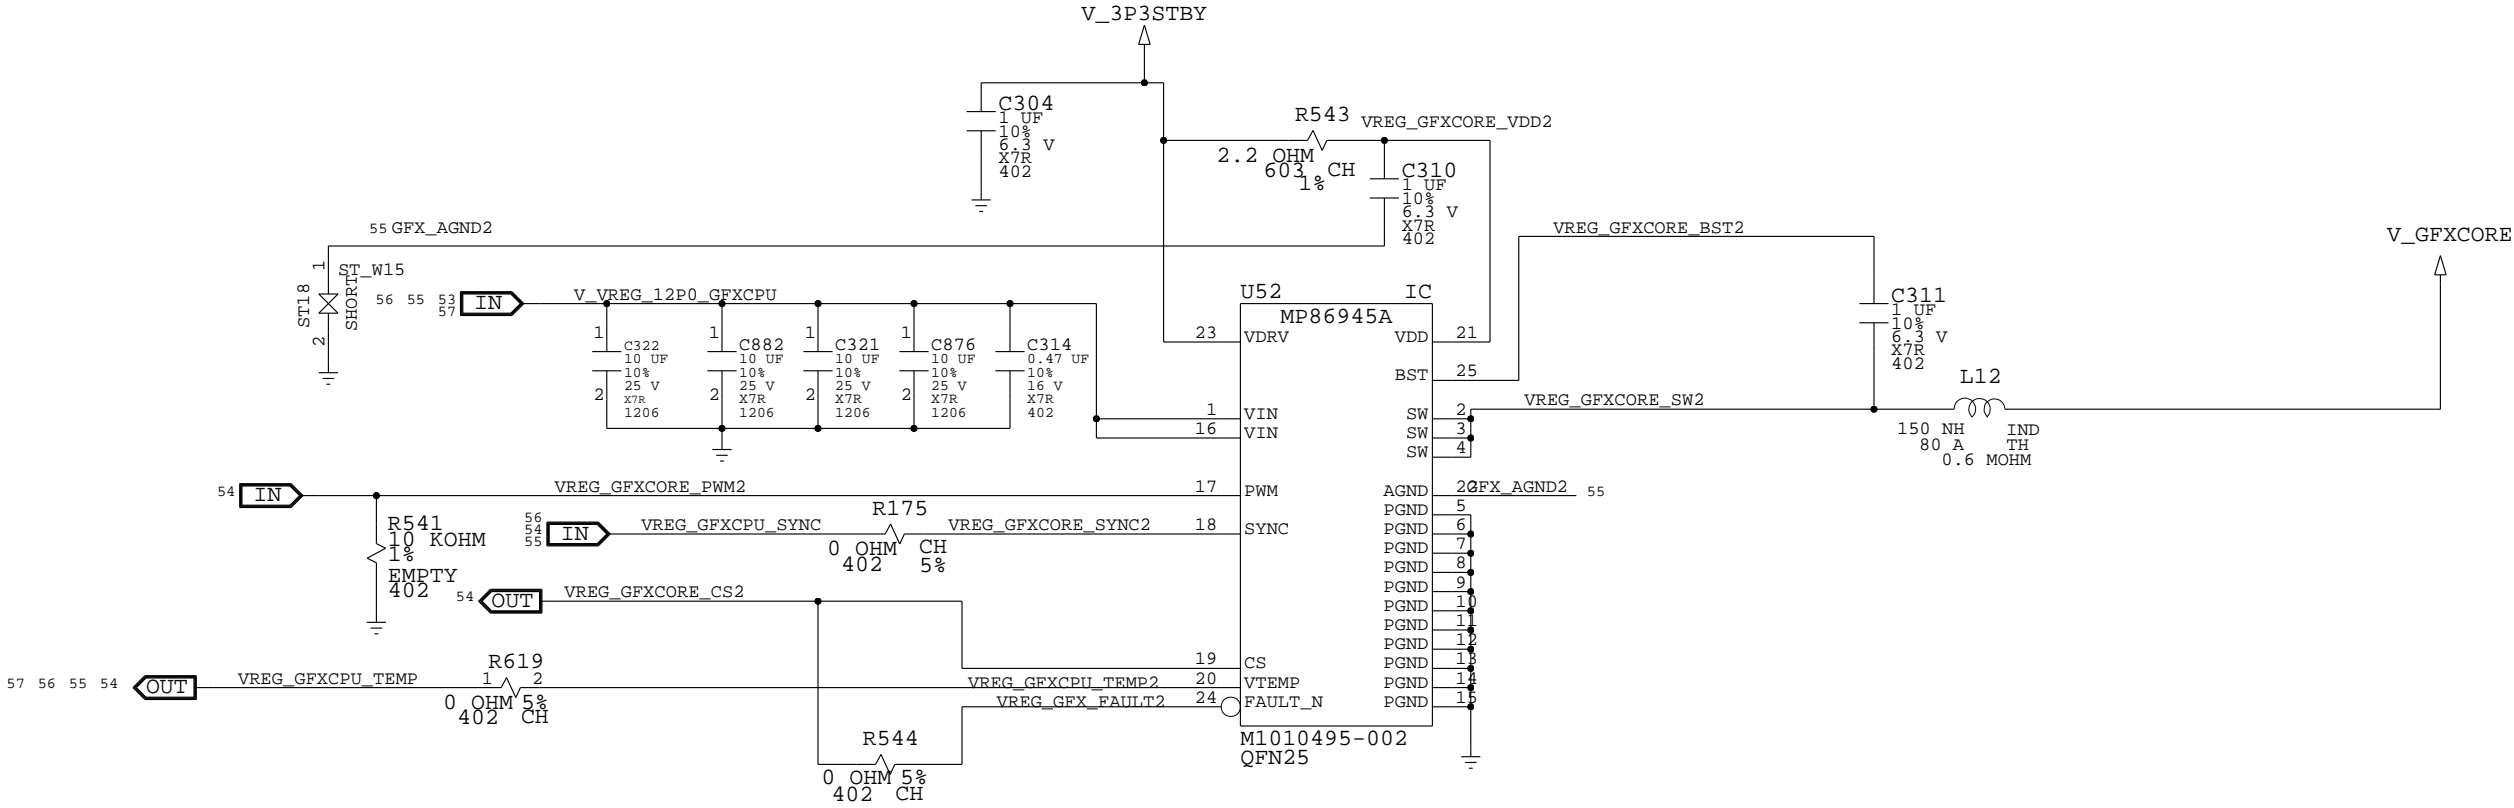 V_3P3STBY
C304
1 UF
10%
6.3 V
X7R
402
R543
2.2 OHM
603 CH
1%
VREG_GFXCORE_VDD2
C310
1 UF
10%
6.3 V
X7R
402
55 GFX_AGND2
VREG_GFXCORE_BST2
V_GFXCORE
1
ST_W15
ST18
SHORT
2
56 55 53
57
IN
V_VREG_12P0_GFXCPU
1
C322
10 UF
10%
25 V
X7R
1206
2
1
C882
10 UF
10%
25 V
X7R
1206
2
1
C321
10 UF
10%
25 V
X7R
1206
2
1
C876
10 UF
10%
25 V
X7R
1206
2
C314
0.47 UF
10%
16 V
X7R
402
U52 IC
MP86945A
23 VDRV
VDD 21
BST 25
1 VIN
16 VIN
SW 2
SW 3
SW 4
C311
1 UF
10%
6.3 V
X7R
402
VREG_GFXCORE_SW2
L12
150 NH IND
80 A TH
0.6 MOHM
54 IN
VREG_GFXCORE_PWM2
17 PWM
AGND 22
GFX_AGND2 55
R541
10 KOHM
1%
EMPTY
402
56
54
55
IN
VREG_GFXCPU_SYNC
R175
0 OHM CH
402 5%
VREG_GFXCORE_SYNC2
18 SYNC
PGND 5
PGND 6
PGND 7
PGND 8
PGND 9
PGND 10
PGND 11
PGND 12
PGND 13
PGND 14
PGND 15
54 OUT
VREG_GFXCORE_CS2
19 CS
57 56 55 54 OUT
VREG_GFXCPU_TEMP
R619
1 2
0 OHM 5%
402 CH
VREG_GFXCPU_TEMP2
20 VTEMP
VREG_GFX_FAULT2
24 FAULT_N
R544
0 OHM 5%
402 CH
M1010495-002
QFN25